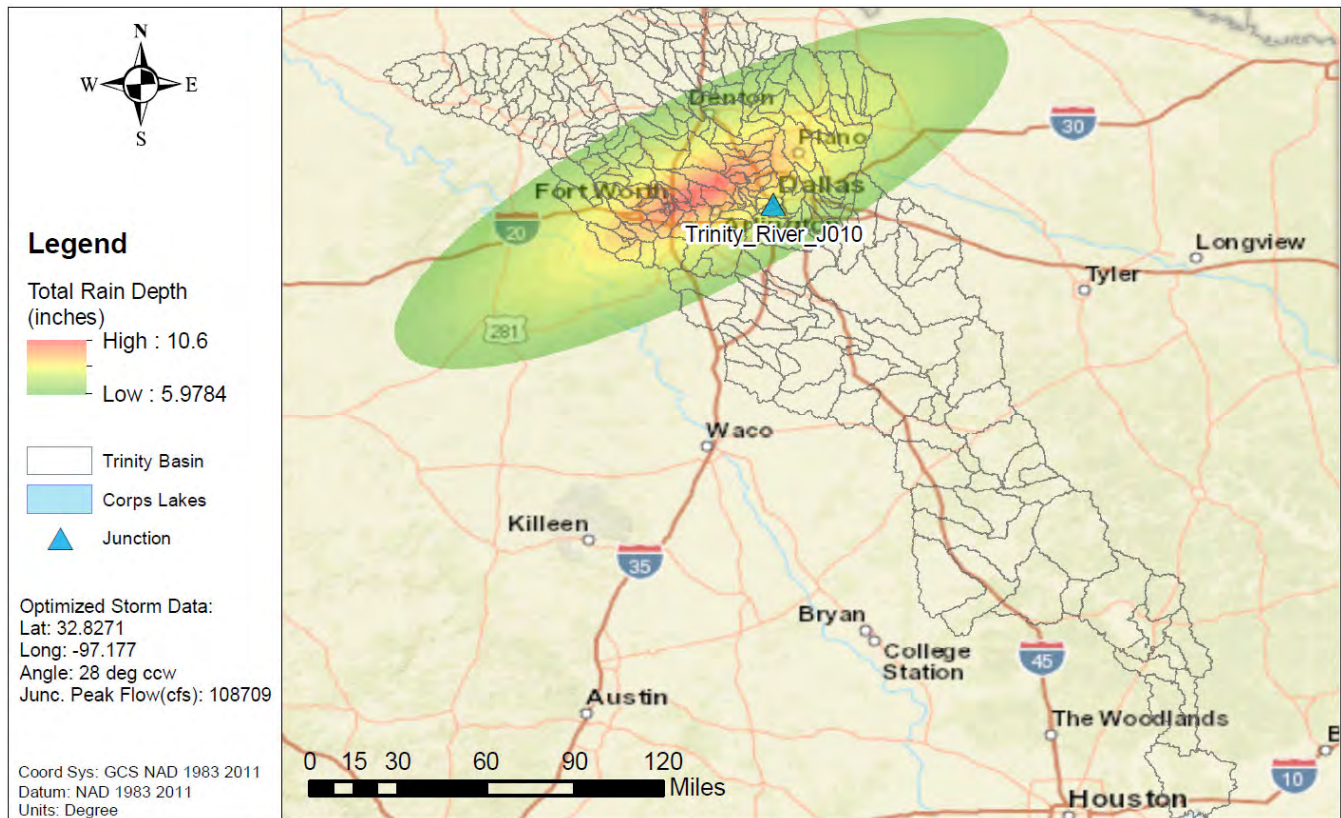 N
W
E
S
Legend
Total Rain Depth
(inches)
High : 10.6
Low : 5.9784
Trinity Basin
Corps Lakes
Junction
Optimized Storm Data:
Lat: 32.8271
Long: -97.177
Angle: 28 deg ccw
Junc. Peak Flow(cfs): 108709
Coord Sys: GCS NAD 1983 2011
Datum: NAD 1983 2011
Units: Degree
Denton
30
Plano
Fort Worth
Dallas
20
Arlington
Trinity_River_J010
Longview
Tyler
281
Waco
Killeen
35
Bryan
College
Station
45
Austin
The Woodlands
B
10
Houston
0 15 30 60 90 120
Miles